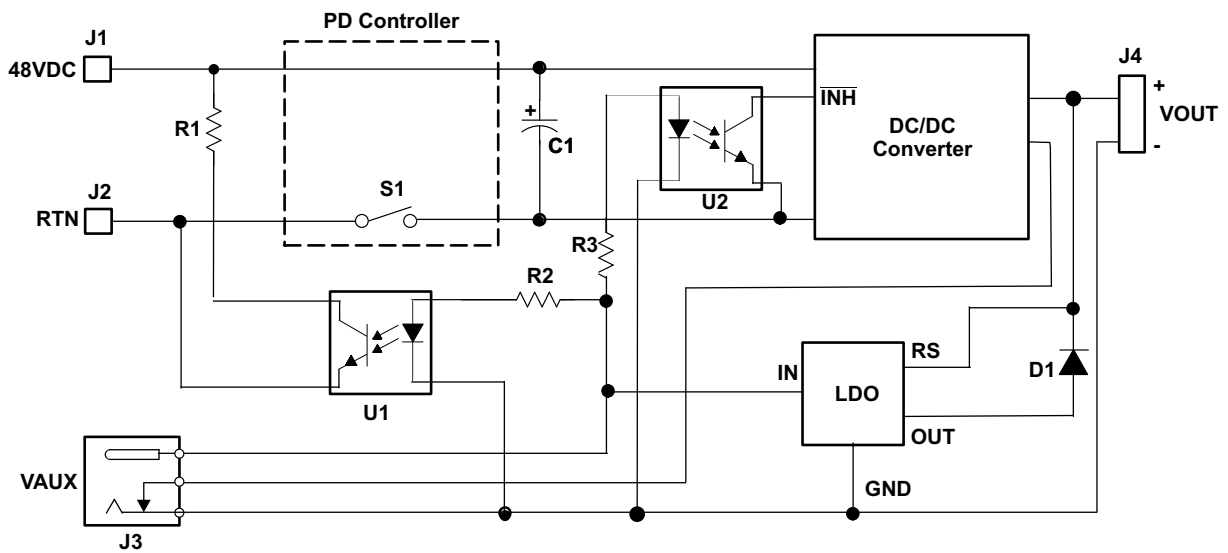 PD Controller
J1
48VDC
R1
+
C1
INH
DC/DC
Converter
J4
+
VOUT
-
J2
RTN
S1
U2
R3
R2
U1
IN
LDO
RS
D1
OUT
GND
VAUX
J3